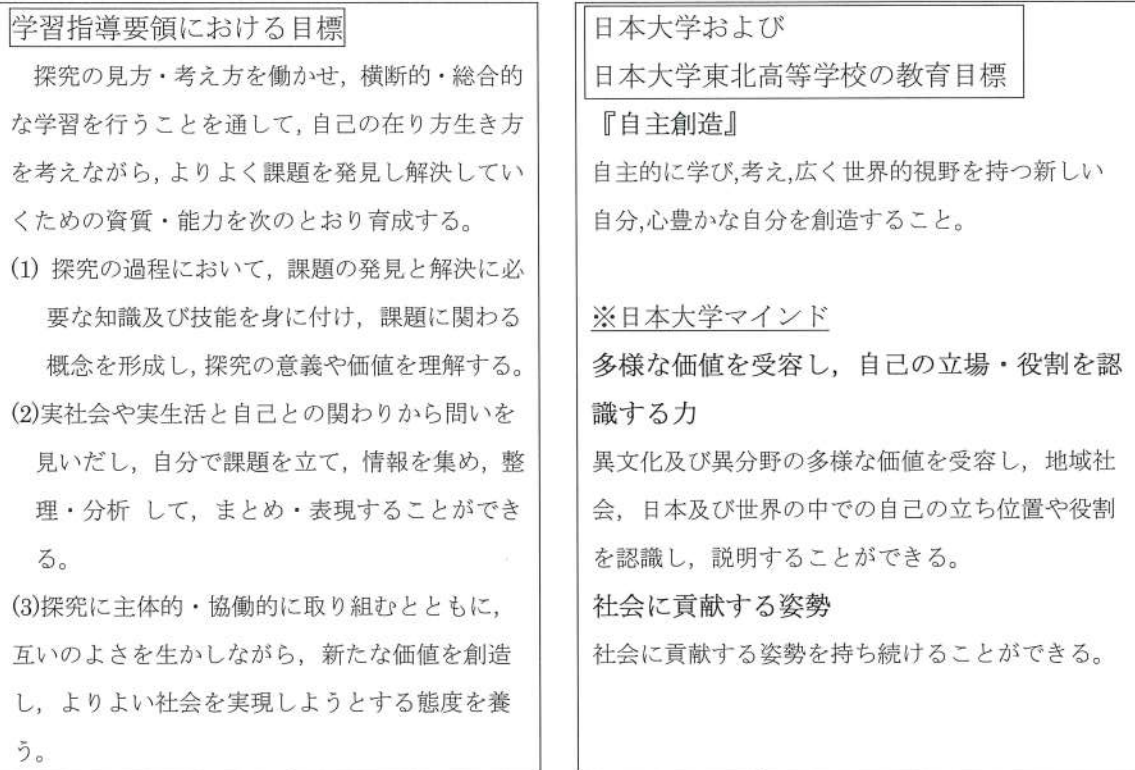 学習指導要領における目標
探究の見方・考え方を働かせ，横断的・総合的
な学習を行うことを通して，自己の在り方生き方
を考えながら，よりよく課題を発見し解決してい
くための資質・能力を次のとおり育成する。
(1) 探究の過程において，課題の発見と解決に必
要な知識及び技能を身に付け，課題に関わる
概念を形成し，探究の意義や価値を理解する。
(2)実社会や実生活と自己との関わりから問いを
見いだし，自分で課題を立て，情報を集め，整
理・分析 して，まとめ・表現することができ
る。
(3)探究に主体的・協働的に取り組むとともに，
互いのよさを生かしながら，新たな価値を創造
し，よりよい社会を実現しようとする態度を養
う。
日本大学および
日本大学東北高等学校の教育目標
『自主創造』
自主的に学び,考え,広く世界的視野を持つ新しい
自分,心豊かな自分を創造すること。
※日本大学マインド
多様な価値を受容し，自己の立場・役割を認
識する力
異文化及び異分野の多様な価値を受容し，地域社
会，日本及び世界の中での自己の立ち位置や役割
を認識し，説明することができる。
社会に貢献する姿勢
社会に貢献する姿勢を持ち続けることができる。